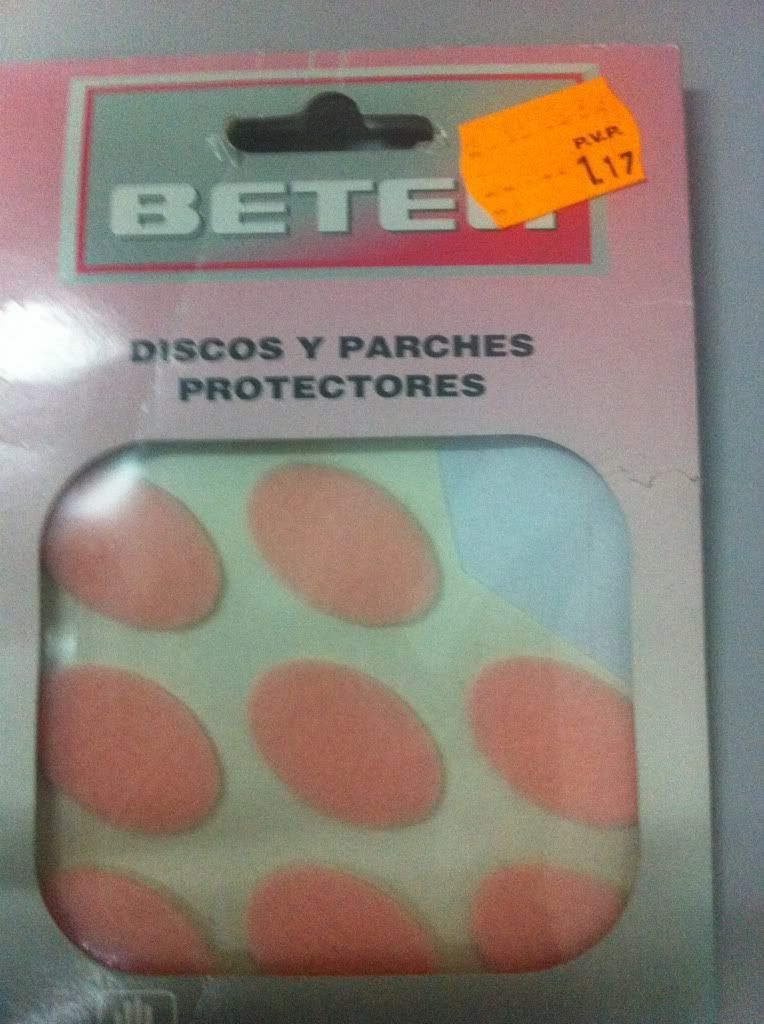 P.V.P.
1,17
BETE
DISCOS Y PARCHES
PROTECTORES